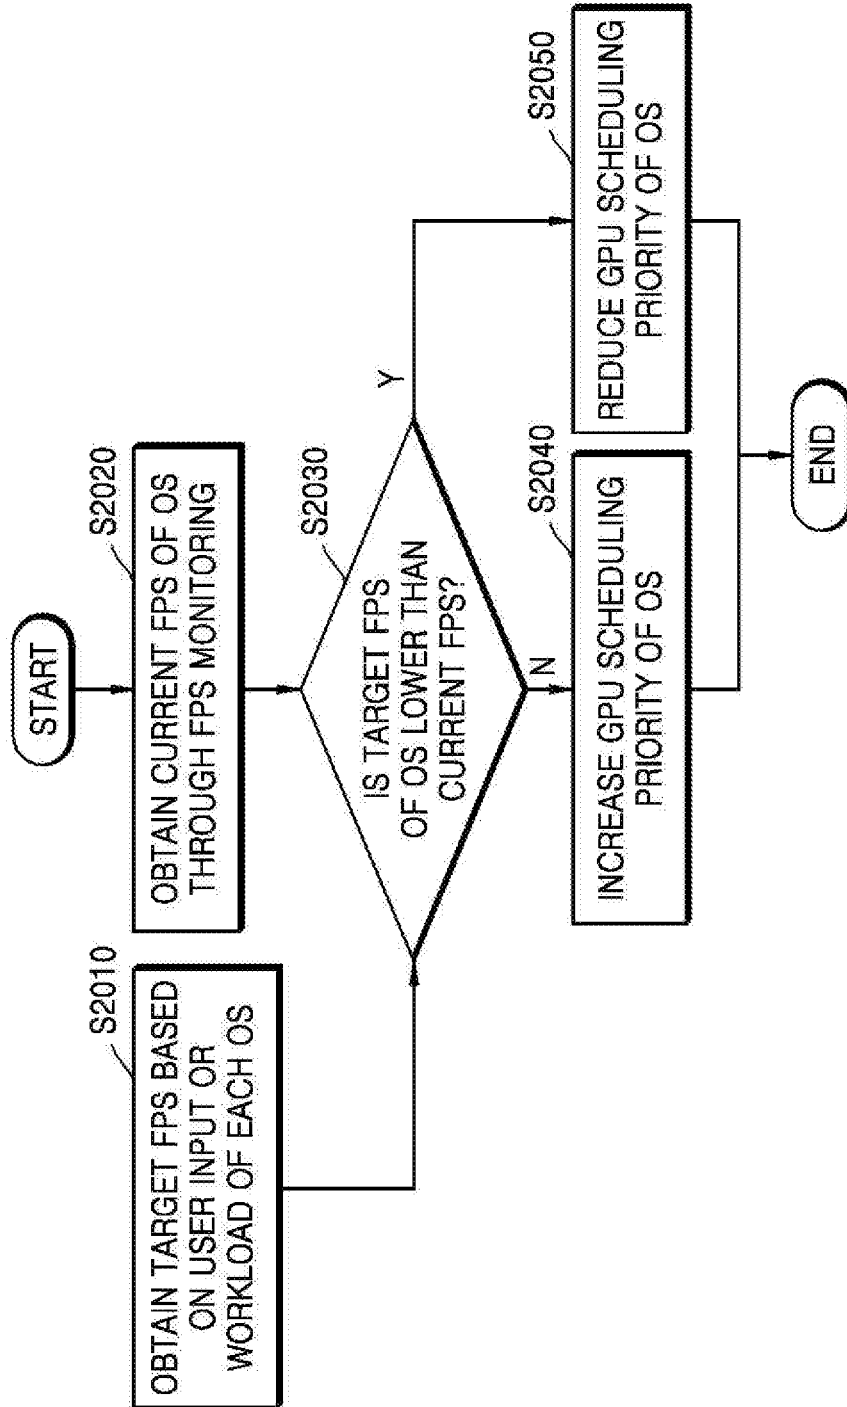 START
S2010
OBTAIN TARGET FPS BASED
ON USER INPUT OR
WORKLOAD OF EACH OS
S2020
OBTAIN CURRENT FPS OF OS
THROUGH FPS MONITORING
S2030
IS TARGET FPS
OF OS LOWER THAN
CURRENT FPS?
Y
N
S2040
INCREASE GPU SCHEDULING
PRIORITY OF OS
S2050
REDUCE GPU SCHEDULING
PRIORITY OF OS
END